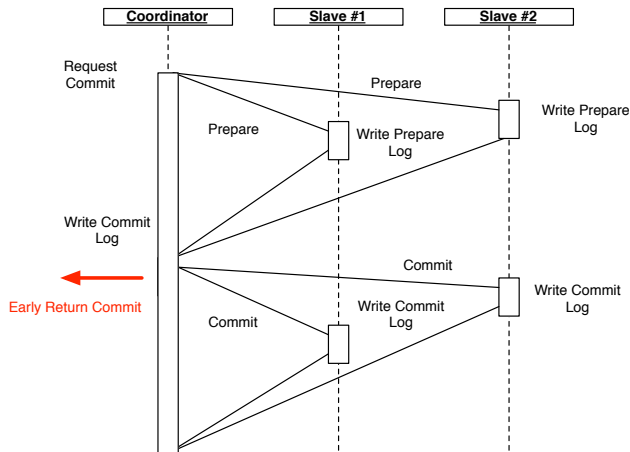 Coordinator
Slave #1
Slave #2
Request
Commit
Prepare
Prepare
Write Prepare
Log
Write Prepare
Log
Write Commit
Log
Early Return Commit
Commit
Commit
Write Commit
Log
Write Commit
Log